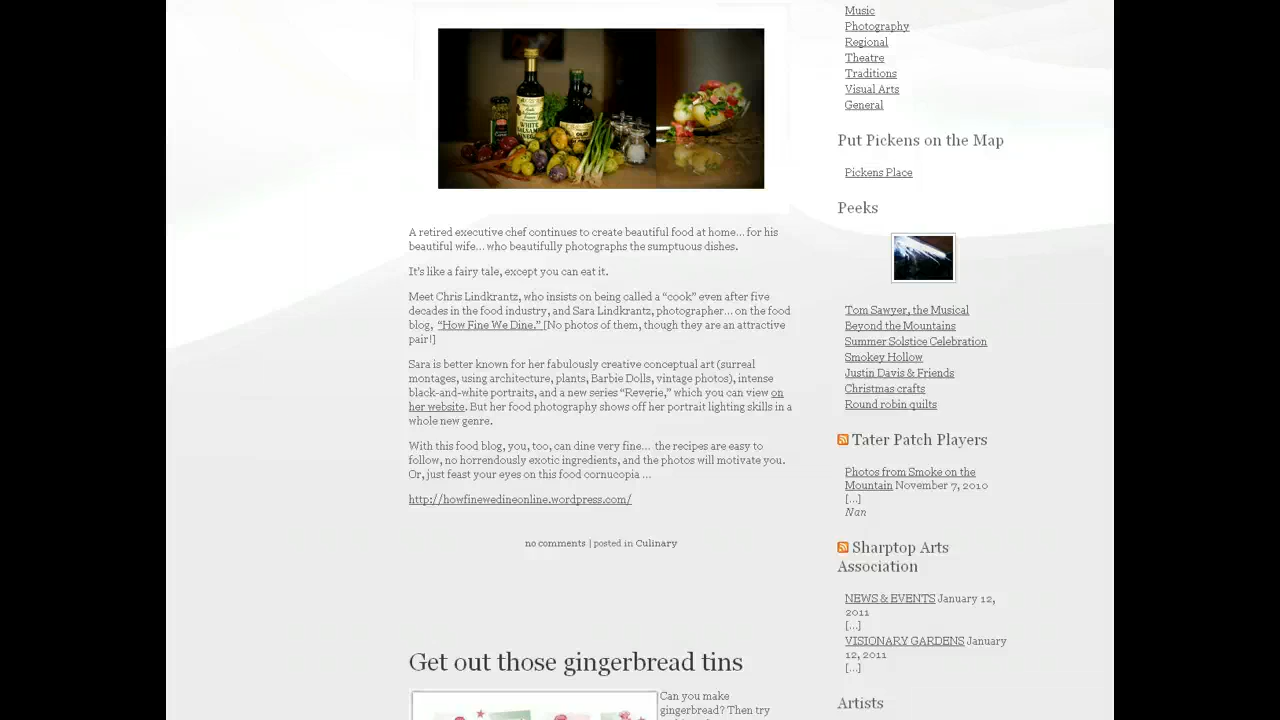 A retired executive chef continues to create beautiful food at home… for his
beautiful wife… who beautifully photographs the sumptuous dishes.
It's like a fairy tale, except you can eat it.
Meet Chris Lindkrantz, who insists on being called a “cook” even after five
decades in the food industry, and Sara Lindkrantz, photographer… on the food
blog, “How Fine We Dine.” [No photos of them, though they are an attractive
pair!]
Sara is better known for her fabulously creative conceptual art (surreal
montages, using architecture, plants, Barbie Dolls, vintage photos), intense
black-and-white portraits, and a new series “Reverie,” which you can view on
her website. But her food photography shows off her portrait lighting skills in a
whole new genre.
With this food blog, you, too, can dine very fine… the recipes are easy to
follow, no horrendously exotic ingredients, and the photos will motivate you.
Or, just feast your eyes on this food cornucopia …
http://howfinewedineonline.wordpress.com/
no comments | posted in Culinary
Get out those gingerbread tins
Can you make
gingerbread? Then try
Music
Photography
Regional
Theatre
Traditions
Visual Arts
General
Put Pickens on the Map
Pickens Place
Peeks
Tom Sawyer, the Musical
Beyond the Mountains
Summer Solstice Celebration
Smokey Hollow
Justin Davis & Friends
Christmas crafts
Round robin quilts
Tater Patch Players
Photos from Smoke on the
Mountain November 7, 2010
[...]
Nan
Sharptop Arts
Association
NEWS & EVENTS January 12,
2011
[...]
VISIONARY GARDENS January
12, 2011
[...]
Artists